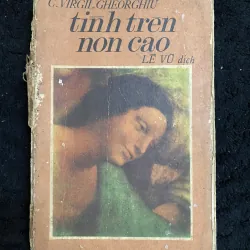 C. VIRGIL GHEORGHIU
tình trên
non cao
LÊ VŨ dịch